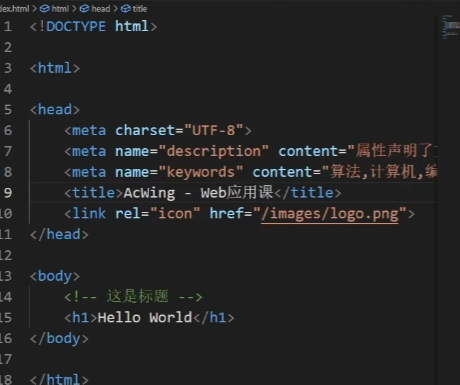 dex.html > html > head > title
1 <!DOCTYPE html>
2
3 <html>
4
5 <head>
6 <meta charset="UTF-8">
7 <meta name="description" content="属性声明了
8 <meta name="keywords" content="算法,计算机,编
9 <title>AcWing - Web应用课</title>
10 <link rel="icon" href="/images/logo.png">
11 </head>
12
13 <body>
14 <!-- 这是标题 -->
15 <h1>Hello World</h1>
16 </body>
17
18 </html>